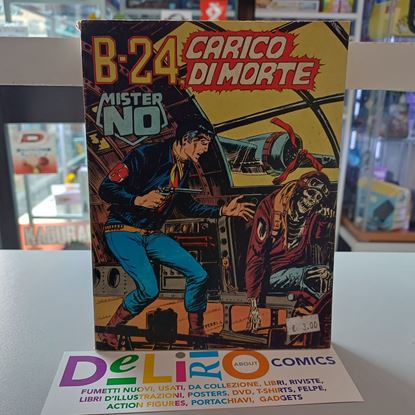 B-24
CARICO
DI MORTE
MISTER
NO
€ 3,00
DELIRIO
ABOUT
COMICS
FUMETTI NUOVI, USATI, DA COLLEZIONE, LIBRI, RIVISTE,
LIBRI D'ILLUSTRAZIONI, POSTERS, DVD, T-SHIRTS, FELPE,
ACTION FIGURES, PORTACHIAVI, GADGETS